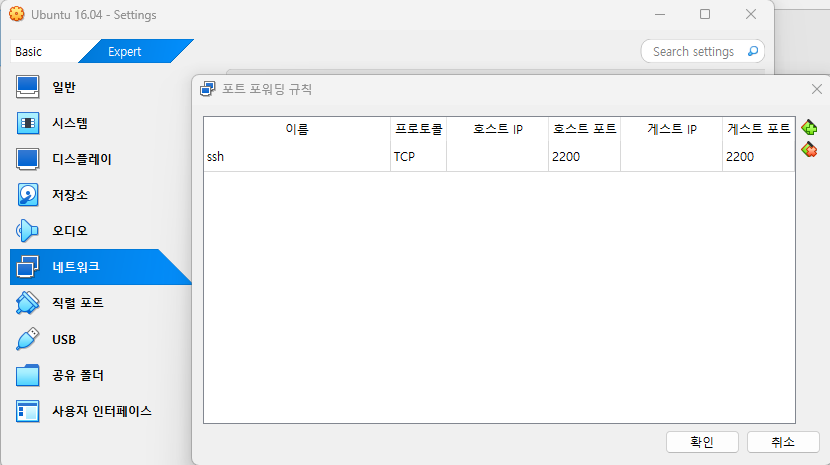 Ubuntu 16.04 - Settings
Basic
Expert
Search settings
일반
시스템
디스플레이
저장소
오디오
네트워크
직렬 포트
USB
공유 폴더
사용자 인터페이스
포트 포워딩 규칙
이름 프로토콜 호스트 IP 호스트 포트 게스트 IP 게스트 포트
ssh TCP 2200 2200
확인 취소